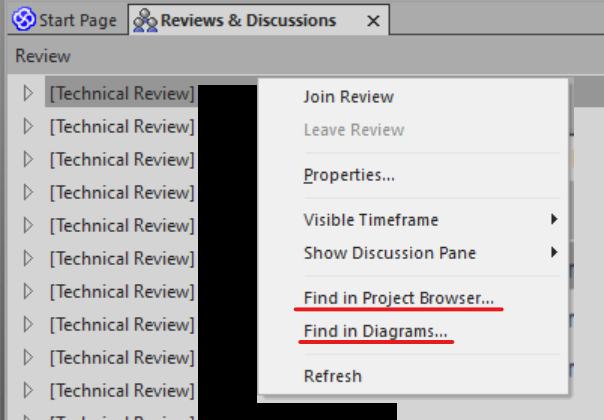 Start Page
Reviews & Discussions
Review
[Technical Review]
[Technical Review]
[Technical Review]
[Technical Review]
[Technical Review]
[Technical Review]
[Technical Review]
[Technical Review]
[Technical Review]
[Technical Review]
Join Review
Leave Review
Properties...
Visible Timeframe
Show Discussion Pane
Find in Project Browser...
Find in Diagrams...
Refresh